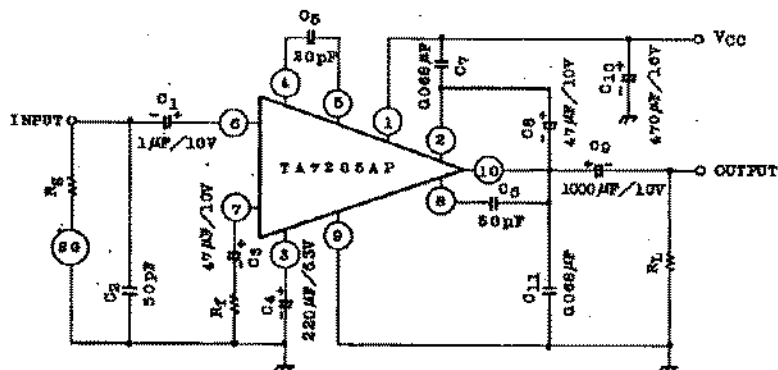 C5
20pF
4
5
1
0.068µF
C7
VCC
C10
470µF/16V
INPUT
C1
1µF/10V
6
2
C8
47µF/10V
TA7205AP
10
C9
1000µF/10V
OUTPUT
Rg
SG
C2
50pF
7
47µF/10V
C3
Rf
3
C4
220µF/6.3V
9
8
C6
50pF
C11
0.068µF
RL